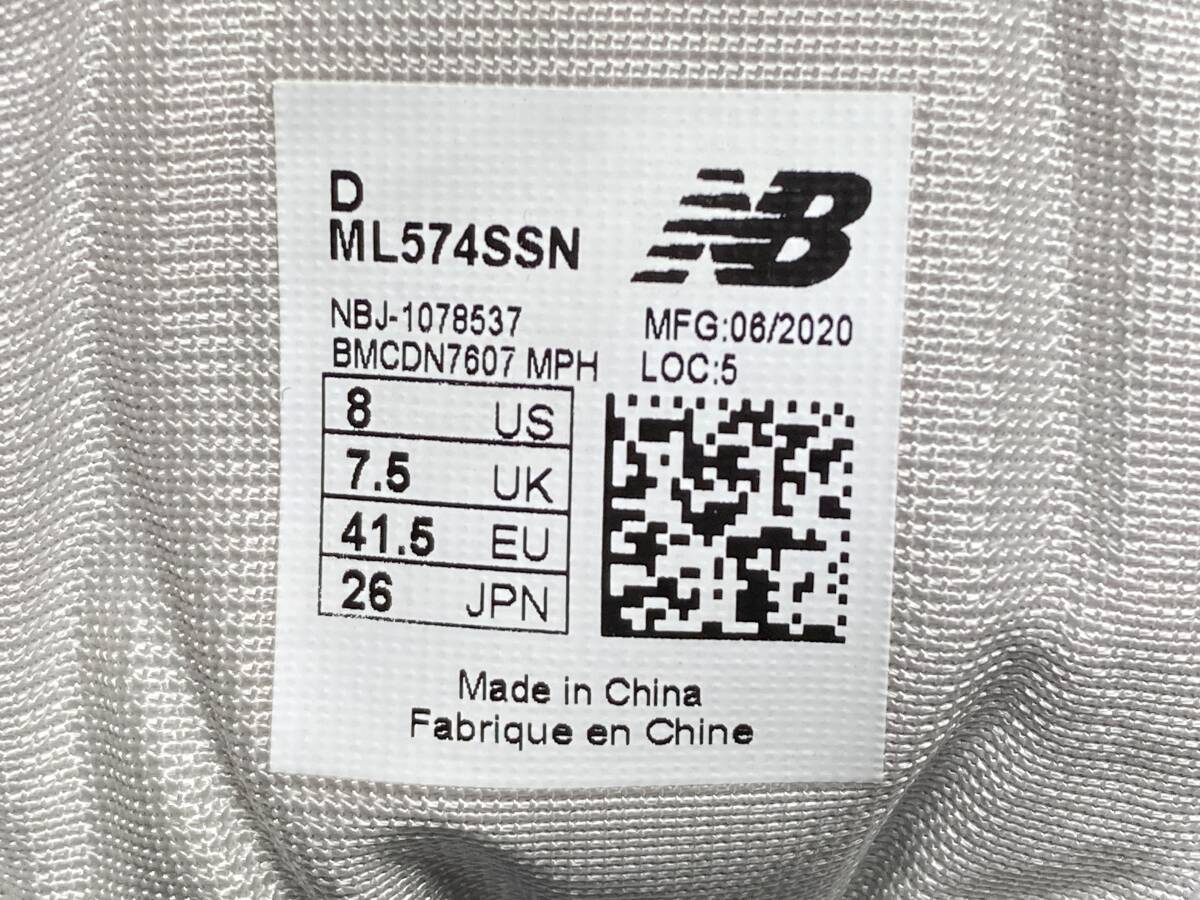 D
ML574SSN
NB
NBJ-1078537
BMCDN7607 MPH
MFG:06/2020
LOC:5
8 US
7.5 UK
41.5 EU
26 JPN
Made in China
Fabrique en Chine